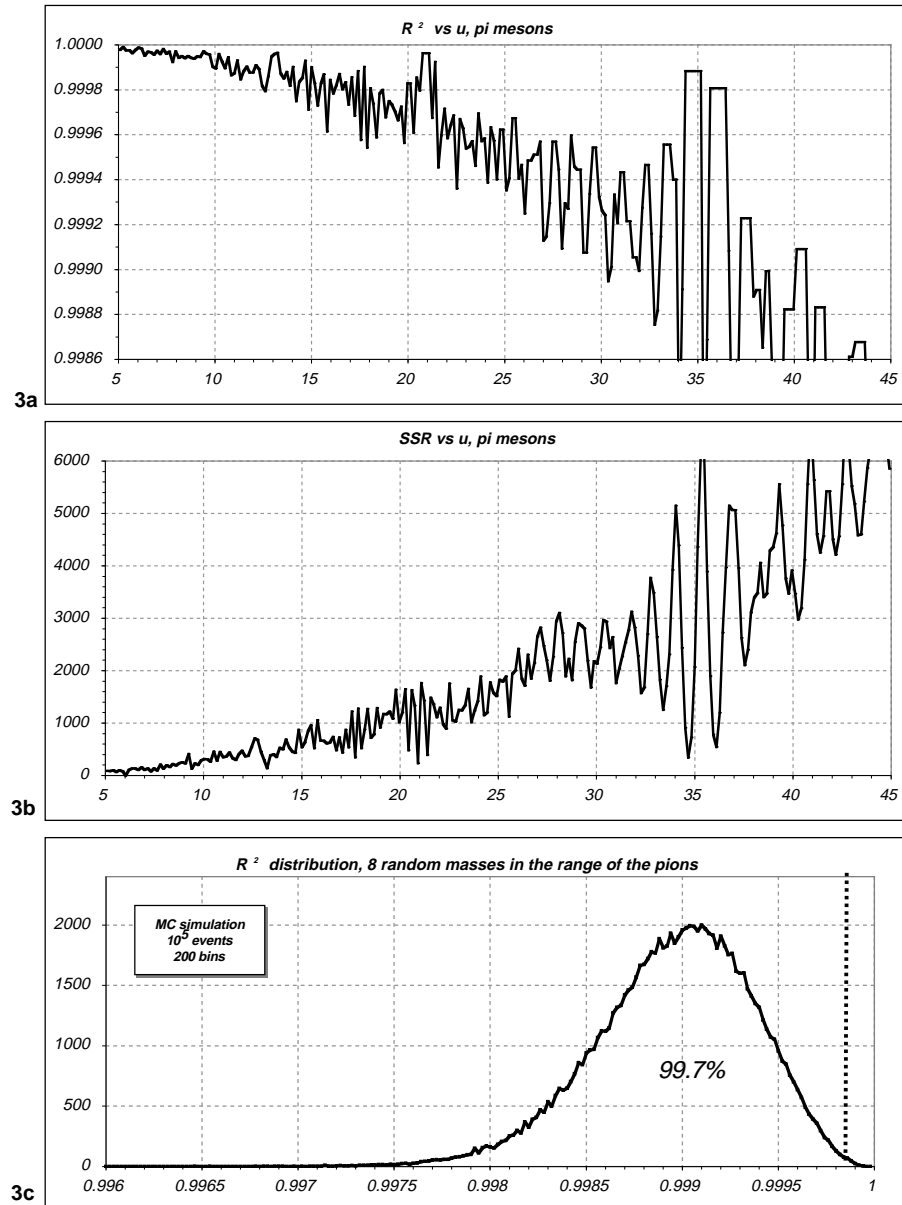 R ² vs u, pi mesons
1.0000
0.9998
0.9996
0.9994
0.9992
0.9990
0.9988
0.9986
5 10 15 20 25 30 35 40 45
3a
SSR vs u, pi mesons
6000
5000
4000
3000
2000
1000
0
5 10 15 20 25 30 35 40 45
3b
R ² distribution, 8 random masses in the range of the pions
MC simulation
10⁵ events
200 bins
2000
1500
1000
500
0
99.7%
0.996 0.9965 0.997 0.9975 0.998 0.9985 0.999 0.9995 1
3c